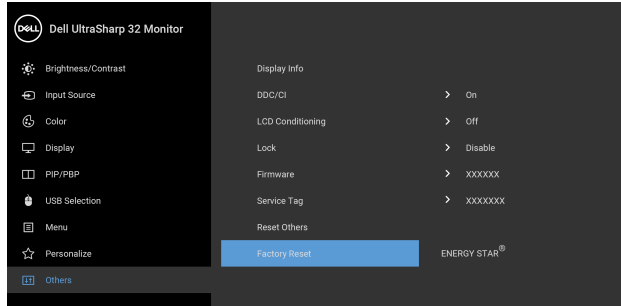 DELL Dell UltraSharp 32 Monitor
Brightness/Contrast Display Info
Input Source DDC/CI On
Color LCD Conditioning Off
Display Lock Disable
PIP/PBP Firmware XXXXXX
USB Selection Service Tag XXXXXXX
Menu Reset Others
Personalize Factory Reset ENERGY STAR®
Others